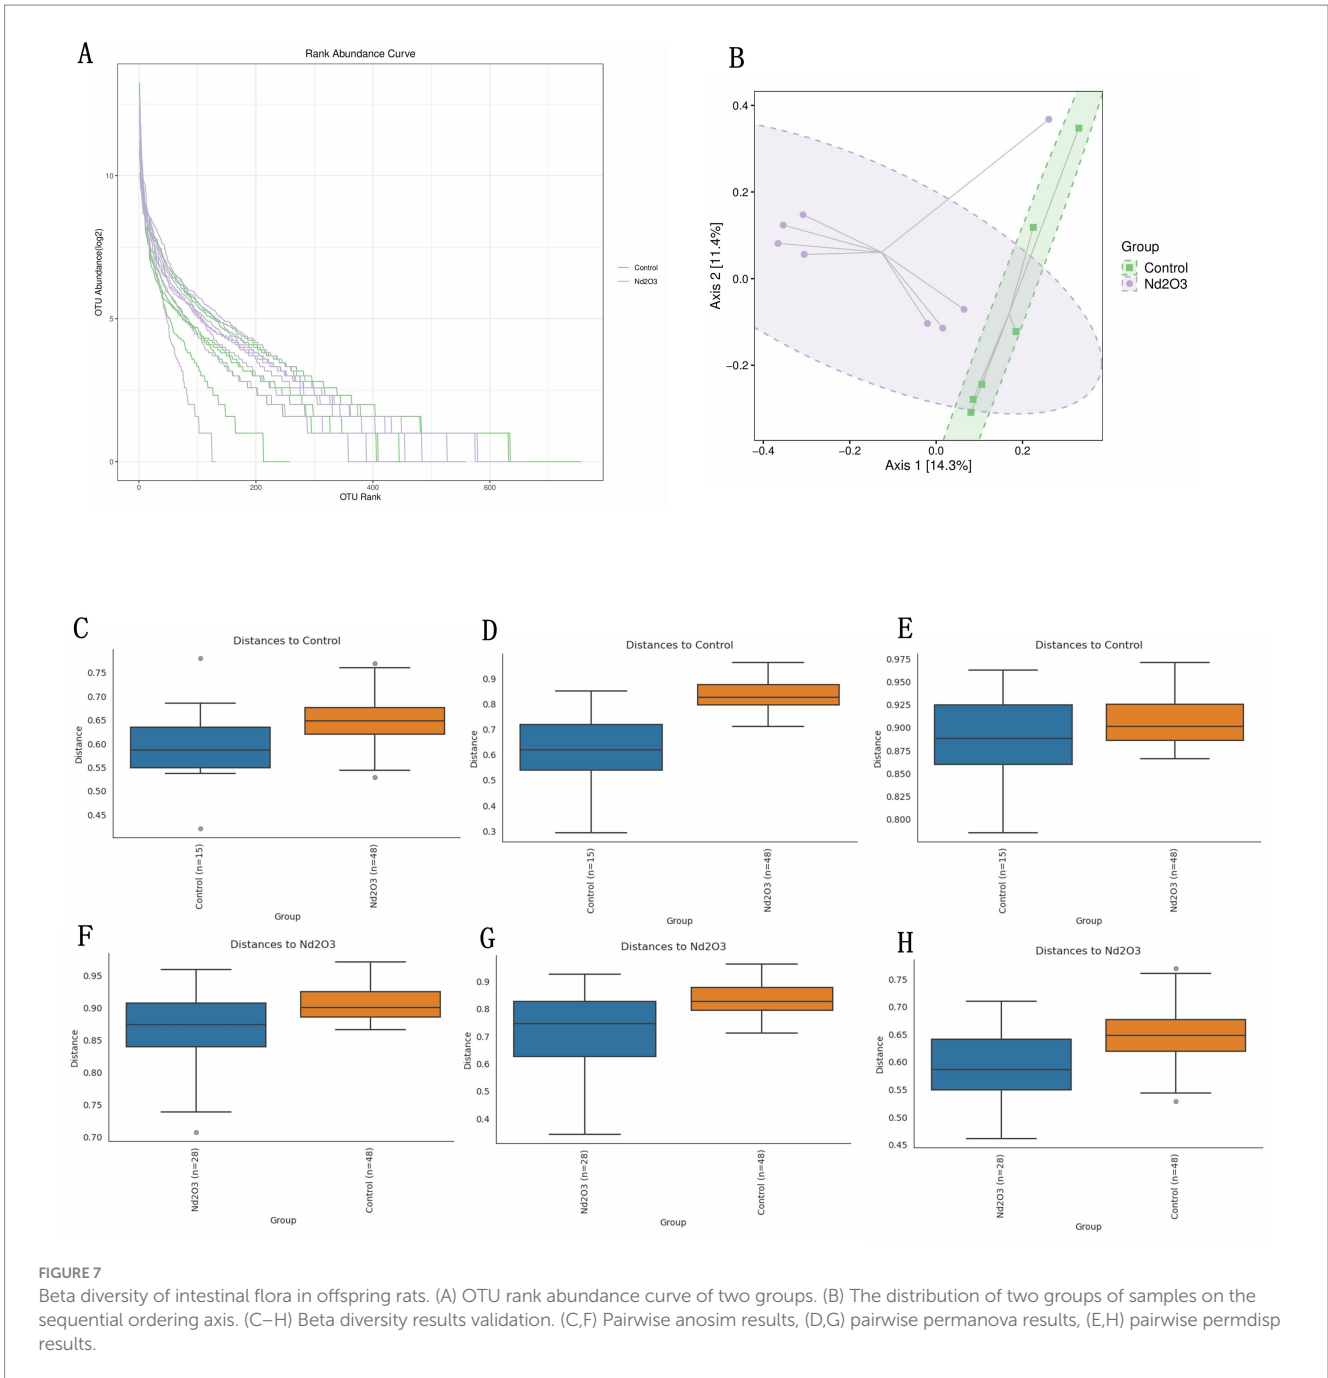 A
Rank Abundance Curve
OTU Abundance(log2)
10
5
0
0
200
400
600
OTU Rank
Control
Nd2O3
B
Axis 2 [11.4%]
0.4
0.2
0.0
−0.2
−0.4
−0.2
0.0
0.2
Axis 1 [14.3%]
Group
Control
Nd2O3
C
Distances to Control
Distance
0.75
0.70
0.65
0.60
0.55
0.50
0.45
Control (n=15)
Nd2O3 (n=48)
Group
D
Distances to Control
Distance
0.9
0.8
0.7
0.6
0.5
0.4
0.3
Control (n=15)
Nd2O3 (n=48)
Group
E
Distances to Control
Distance
0.975
0.950
0.925
0.900
0.875
0.850
0.825
0.800
Control (n=15)
Nd2O3 (n=48)
Group
F
Distances to Nd2O3
Distance
0.95
0.90
0.85
0.80
0.75
0.70
Nd2O3 (n=28)
Control (n=48)
Group
G
Distances to Nd2O3
Distance
0.9
0.8
0.7
0.6
0.5
0.4
Nd2O3 (n=28)
Control (n=48)
Group
H
Distances to Nd2O3
Distance
0.75
0.70
0.65
0.60
0.55
0.50
0.45
Nd2O3 (n=28)
Control (n=48)
Group
FIGURE 7
Beta diversity of intestinal flora in offspring rats. (A) OTU rank abundance curve of two groups. (B) The distribution of two groups of samples on the
sequential ordering axis. (C–H) Beta diversity results validation. (C,F) Pairwise anosim results, (D,G) pairwise permanova results, (E,H) pairwise permdisp
results.